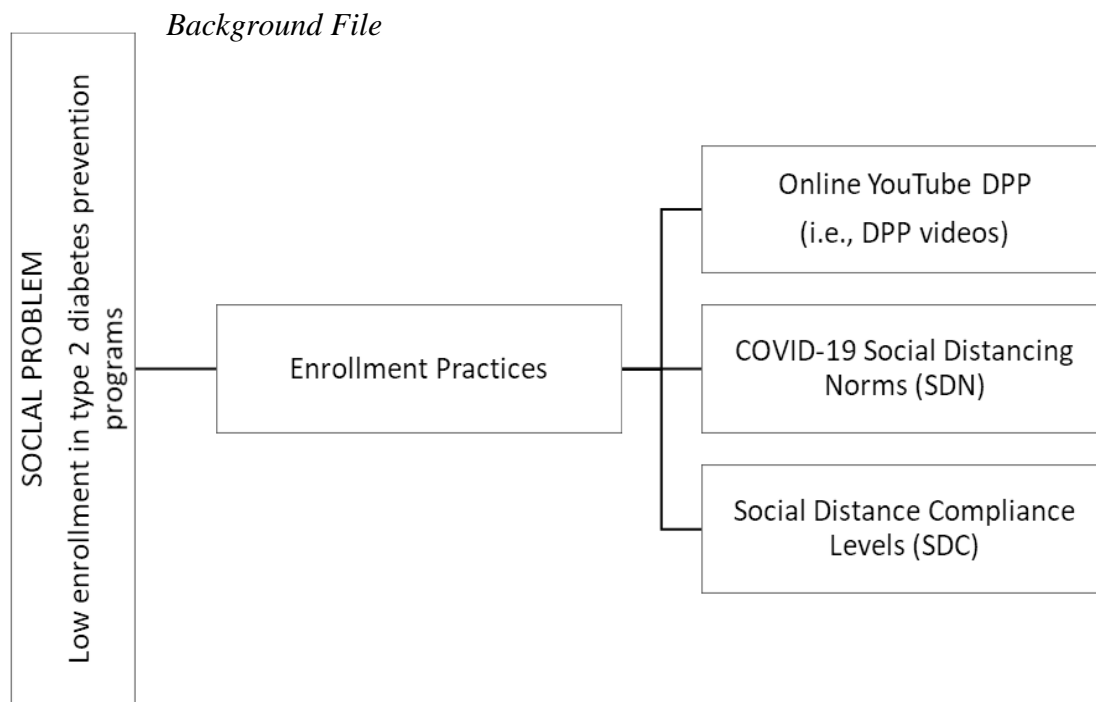 Background File
SOCLAL PROBLEM
Low enrollment in type 2 diabetes prevention
programs
Enrollment Practices
Online YouTube DPP
(i.e., DPP videos)
COVID-19 Social Distancing
Norms (SDN)
Social Distance Compliance
Levels (SDC)